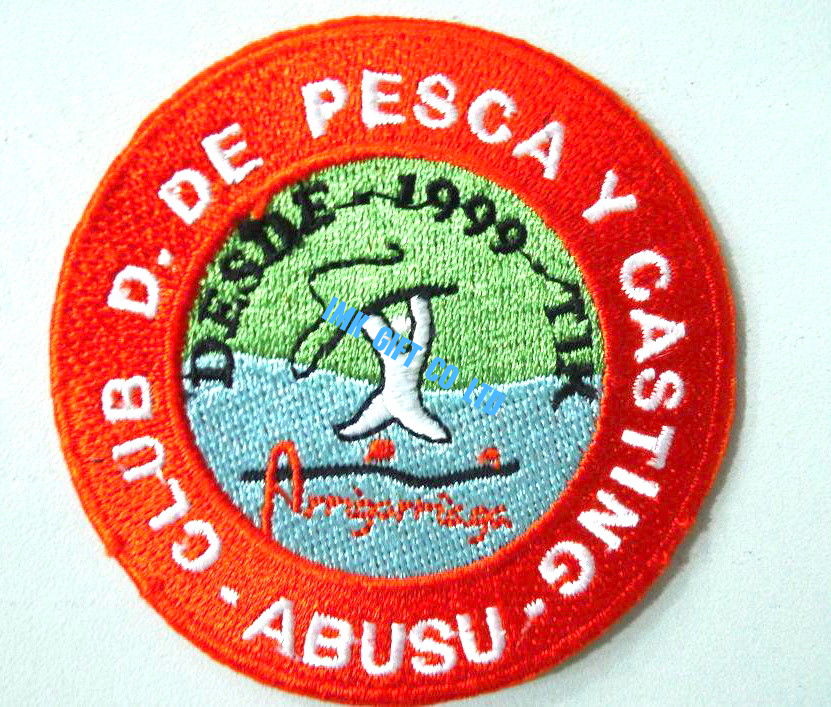 CLUB D. DE PESCA Y CASTING - ABUSU -
DESDE - 1999 - TIK
IMK GIFT CO LTD
Arrigorriaga